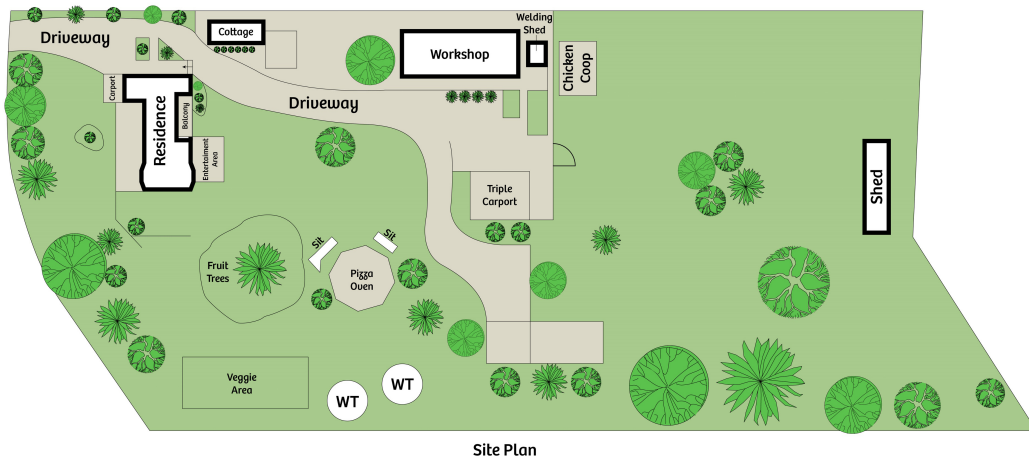 Driveway
Cottage
Welding
Shed
Workshop
Chicken
Coop
Carport
Residence
Balcony
Driveway
Entertaiment
Area
Triple
Carport
Shed
Sit
Sit
Fruit
Trees
Pizza
Oven
Veggie
Area
WT
WT
Site Plan